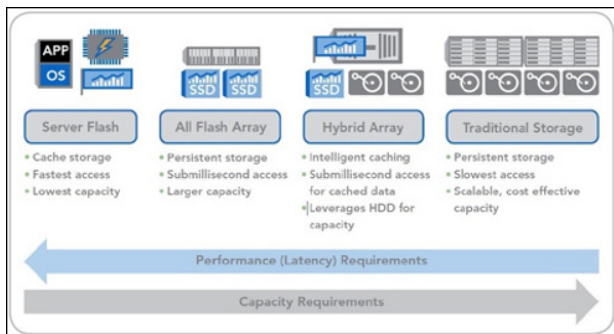 APP
OS
SSD
SSD
SSD
Server Flash
• Cache storage
• Fastest access
• Lowest capacity
All Flash Array
• Persistent storage
• Submillisecond access
• Larger capacity
Hybrid Array
• Intelligent caching
• Submillisecond access
for cached data
• Leverages HDD for
capacity
Traditional Storage
• Persistent storage
• Slowest access
• Scalable, cost effective
capacity
Performance (Latency) Requirements
Capacity Requirements